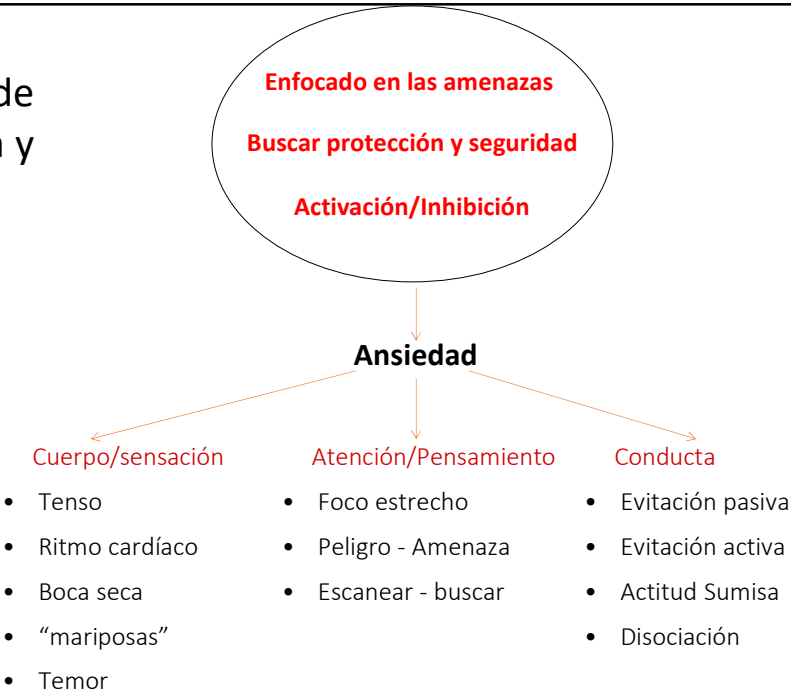 de
y
Enfocado en las amenazas
Buscar protección y seguridad
Activación/Inhibición
Ansiedad
Cuerpo/sensación
• Tenso
• Ritmo cardíaco
• Boca seca
• “mariposas”
• Temor
Atención/Pensamiento
• Foco estrecho
• Peligro - Amenaza
• Escanear - buscar
Conducta
• Evitación pasiva
• Evitación activa
• Actitud Sumisa
• Disociación